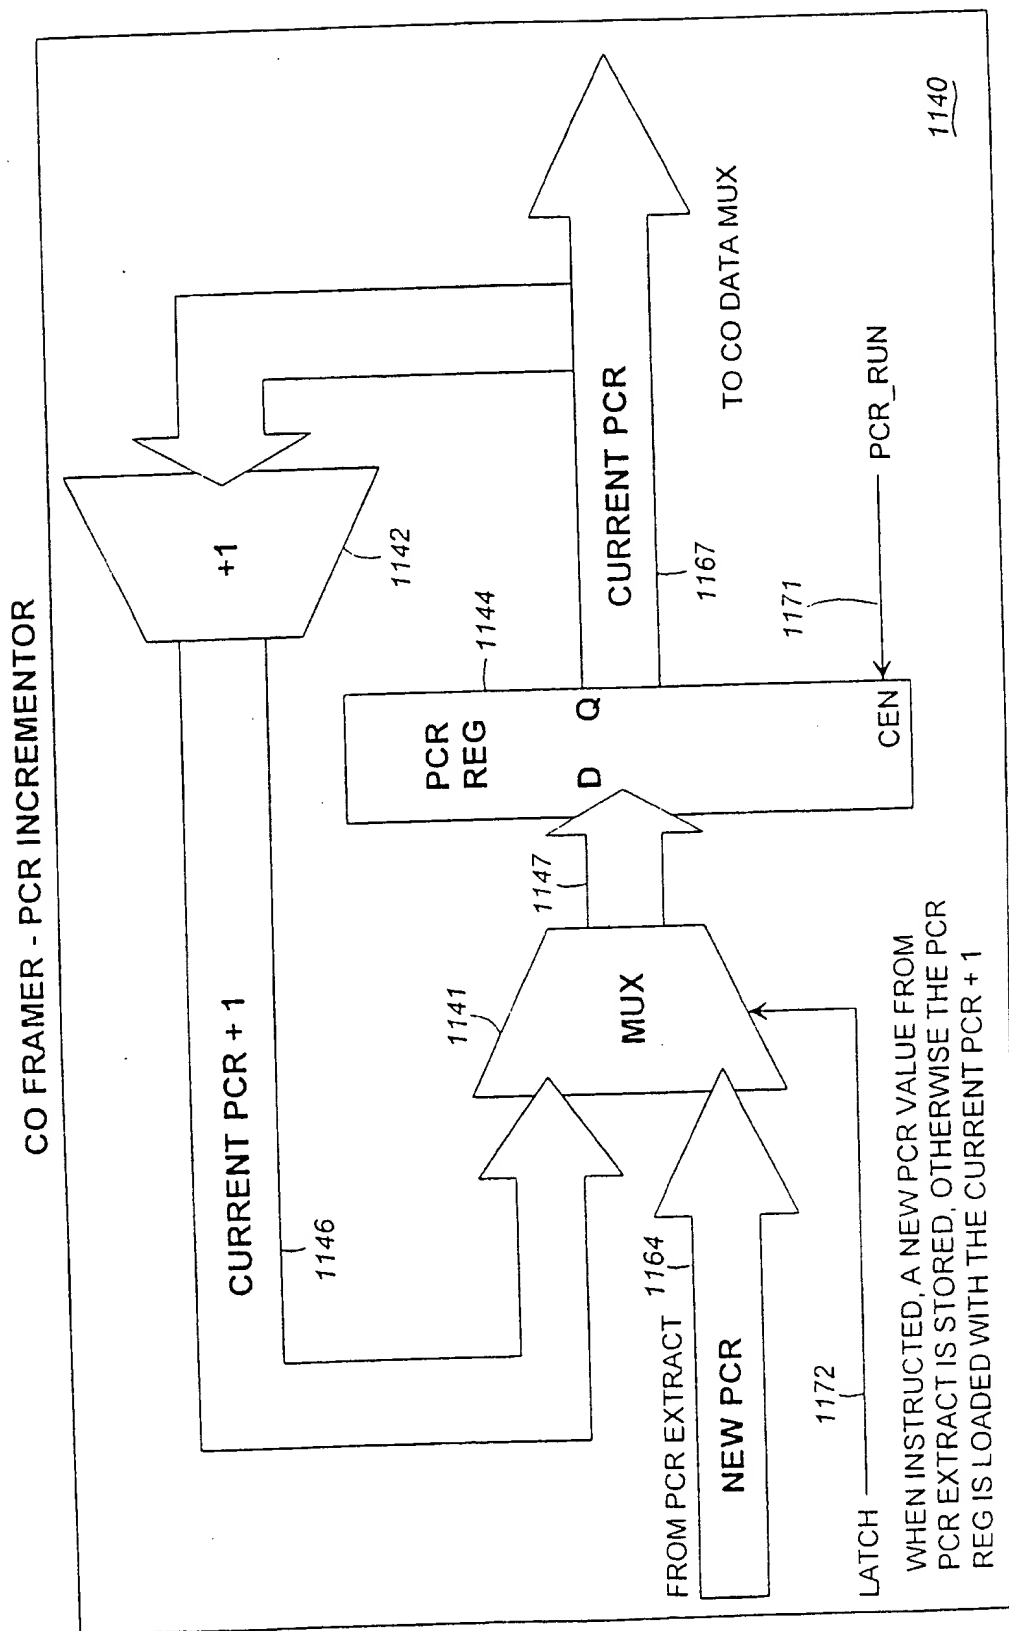 CO FRAMER - PCR INCREMENTOR
CURRENT PCR + 1
1146
+1
1142
PCR
REG
1144
D Q
CEN
1147
1141
MUX
CURRENT PCR
1167
TO CO DATA MUX
1171
PCR_RUN
FROM PCR EXTRACT
1164
NEW PCR
1172
LATCH
WHEN INSTRUCTED, A NEW PCR VALUE FROM
PCR EXTRACT IS STORED, OTHERWISE THE PCR
REG IS LOADED WITH THE CURRENT PCR + 1
1140